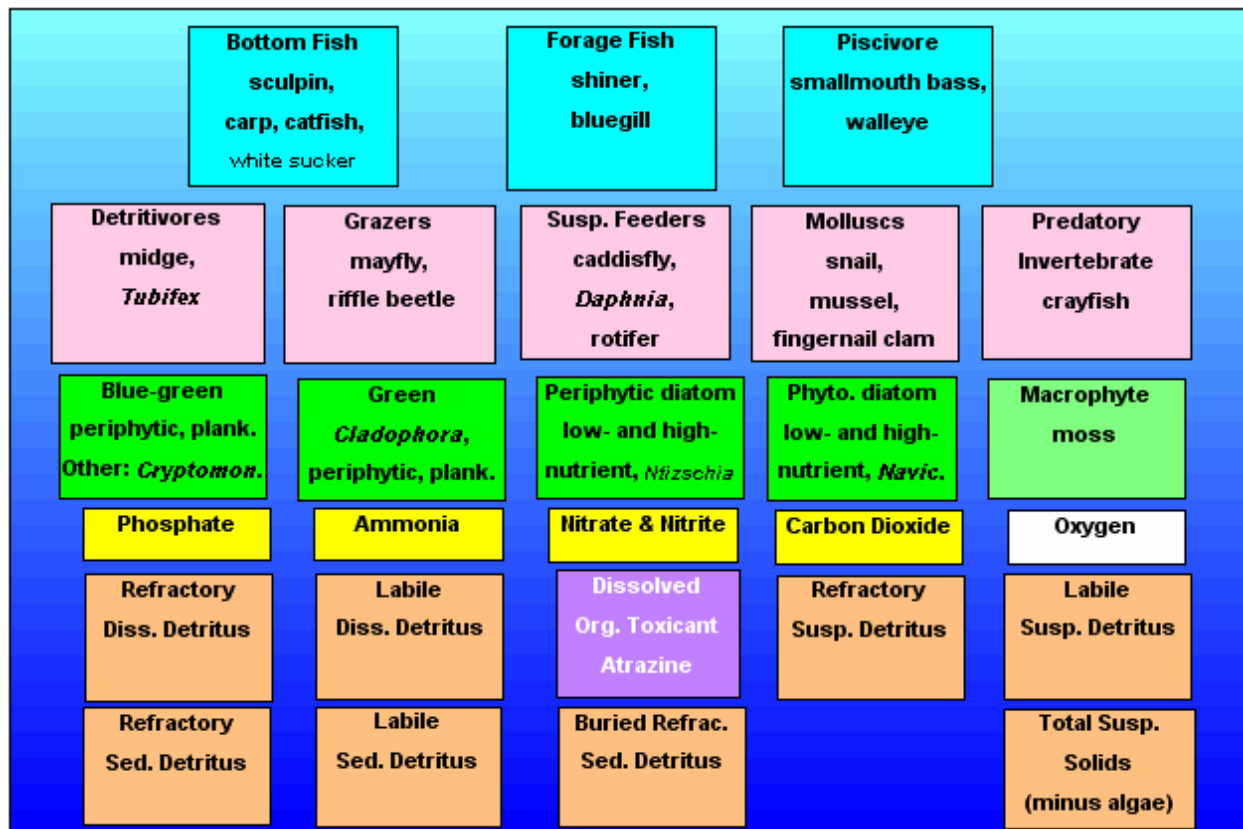 Bottom Fish
sculpin,
carp, catfish,
white sucker
Forage Fish
shiner,
bluegill
Piscivore
smallmouth bass,
walleye
Detritivores
midge,
Tubifex
Grazers
mayfly,
riffle beetle
Susp. Feeders
caddisfly,
Daphnia,
rotifer
Molluscs
snail,
mussel,
fingernail clam
Predatory
Invertebrate
crayfish
Blue-green
periphytic, plank.
Other: Cryptomon.
Green
Cladophora,
periphytic, plank.
Periphytic diatom
low- and high-
nutrient, Nfizschia
Phyto. diatom
low- and high-
nutrient, Navic.
Macrophyte
moss
Phosphate
Ammonia
Nitrate & Nitrite
Carbon Dioxide
Oxygen
Refractory
Diss. Detritus
Labile
Diss. Detritus
Dissolved
Org. Toxicant
Atrazine
Refractory
Susp. Detritus
Labile
Susp. Detritus
Refractory
Sed. Detritus
Labile
Sed. Detritus
Buried Refrac.
Sed. Detritus
Total Susp.
Solids
(minus algae)